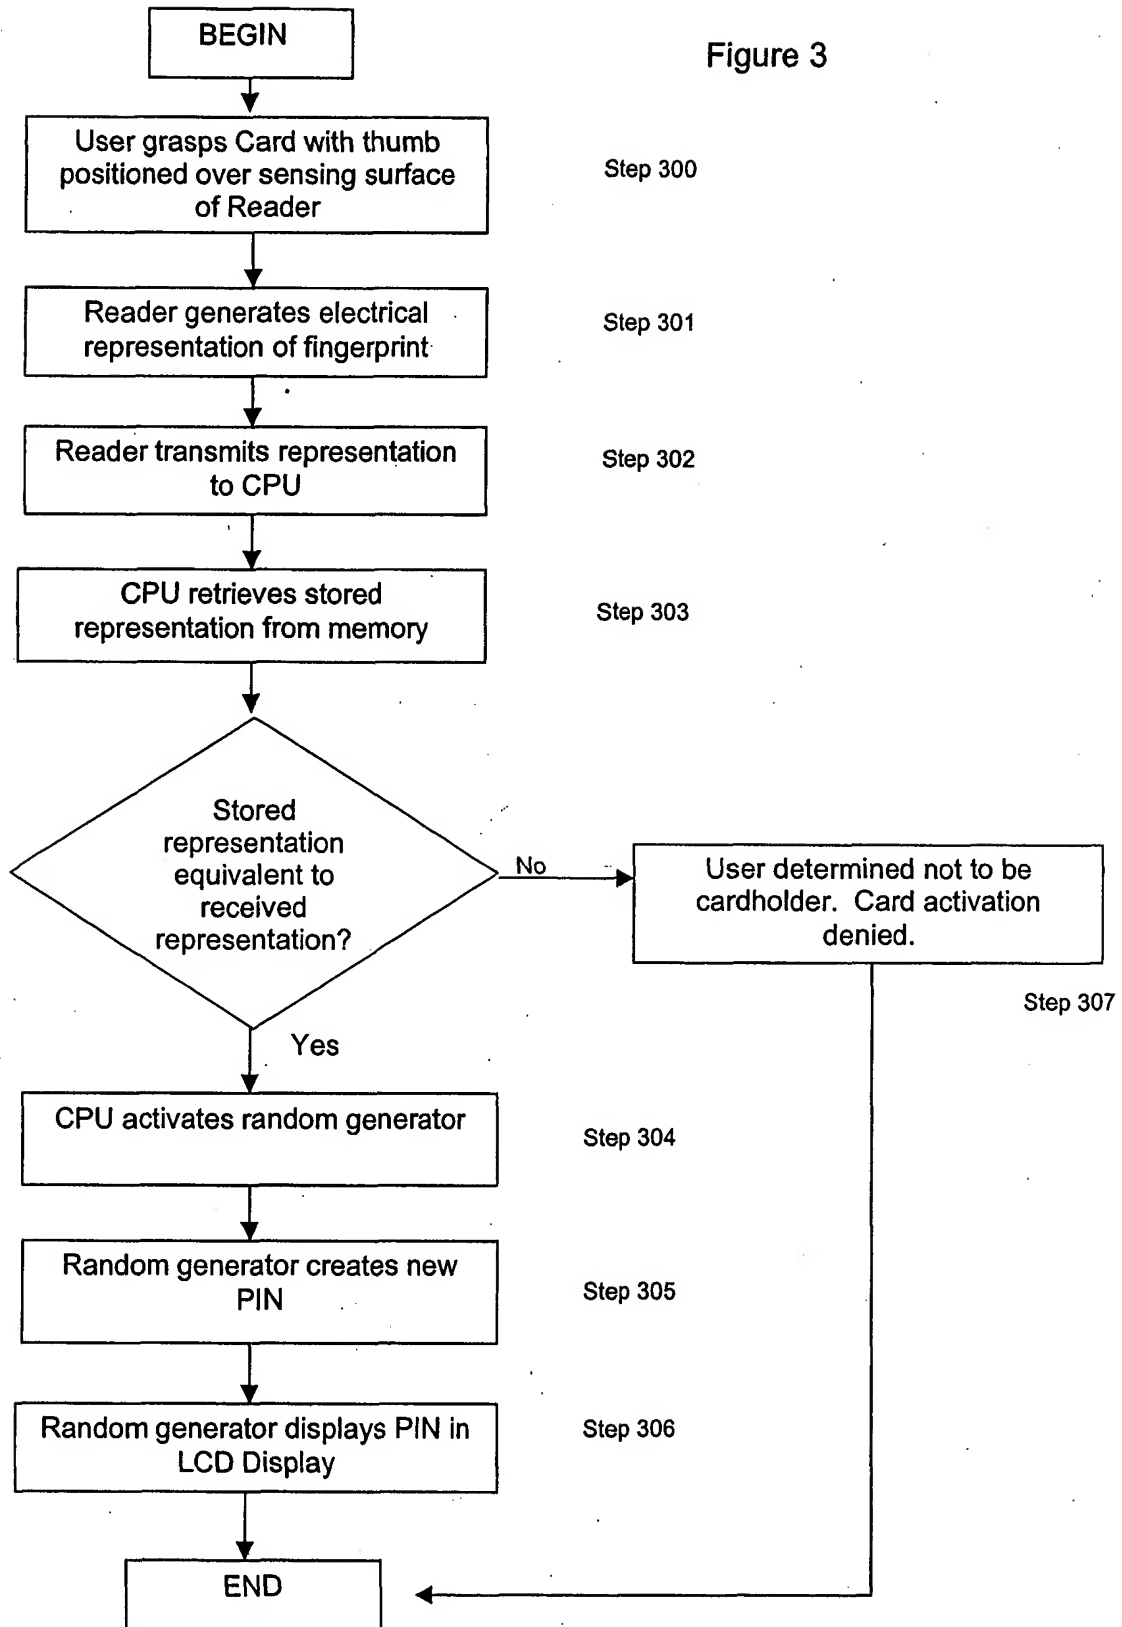 BEGIN
Figure 3
User grasps Card with thumb
positioned over sensing surface
of Reader
Step 300
Reader generates electrical
representation of fingerprint
Step 301
Reader transmits representation
to CPU
Step 302
CPU retrieves stored
representation from memory
Step 303
Stored
representation
equivalent to
received
representation?
No
User determined not to be
cardholder. Card activation
denied.
Step 307
Yes
CPU activates random generator
Step 304
Random generator creates new
PIN
Step 305
Random generator displays PIN in
LCD Display
Step 306
END